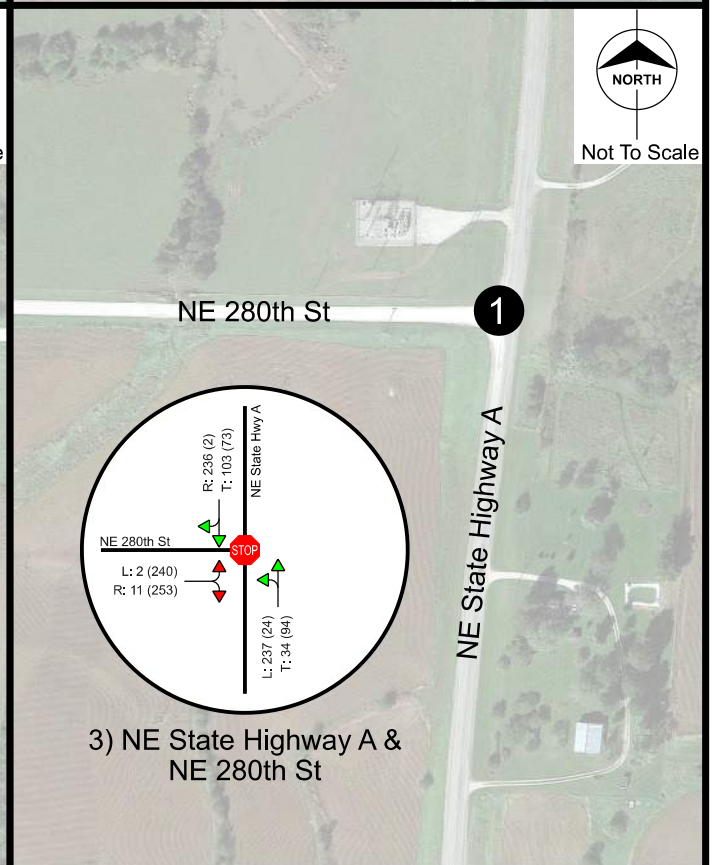 NORTH
Not To Scale
e
NE 280th St
1
NE State Highway A
R: 236 (2)
T: 103 (73)
NE State Hwy A
NE 280th St
STOP
L: 2 (240)
R: 11 (253)
L: 237 (24)
T: 34 (94)
3) NE State Highway A &
NE 280th St